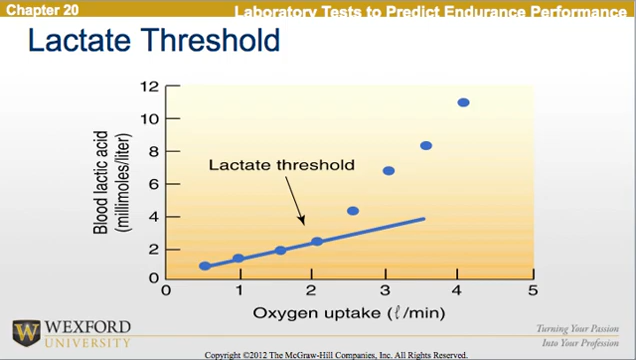 Chapter 20
Laboratory Tests to Predict Endurance Performance
Lactate Threshold
Blood lactic acid
(millimoles/liter)
12
10
8
6
4
2
0
Lactate threshold
0 1 2 3 4 5
Oxygen uptake (ℓ/min)
WEXFORD
UNIVERSITY
Turning Your Passion
Into Your Profession
Copyright ©2012 The McGraw-Hill Companies, Inc. All Rights Reserved.